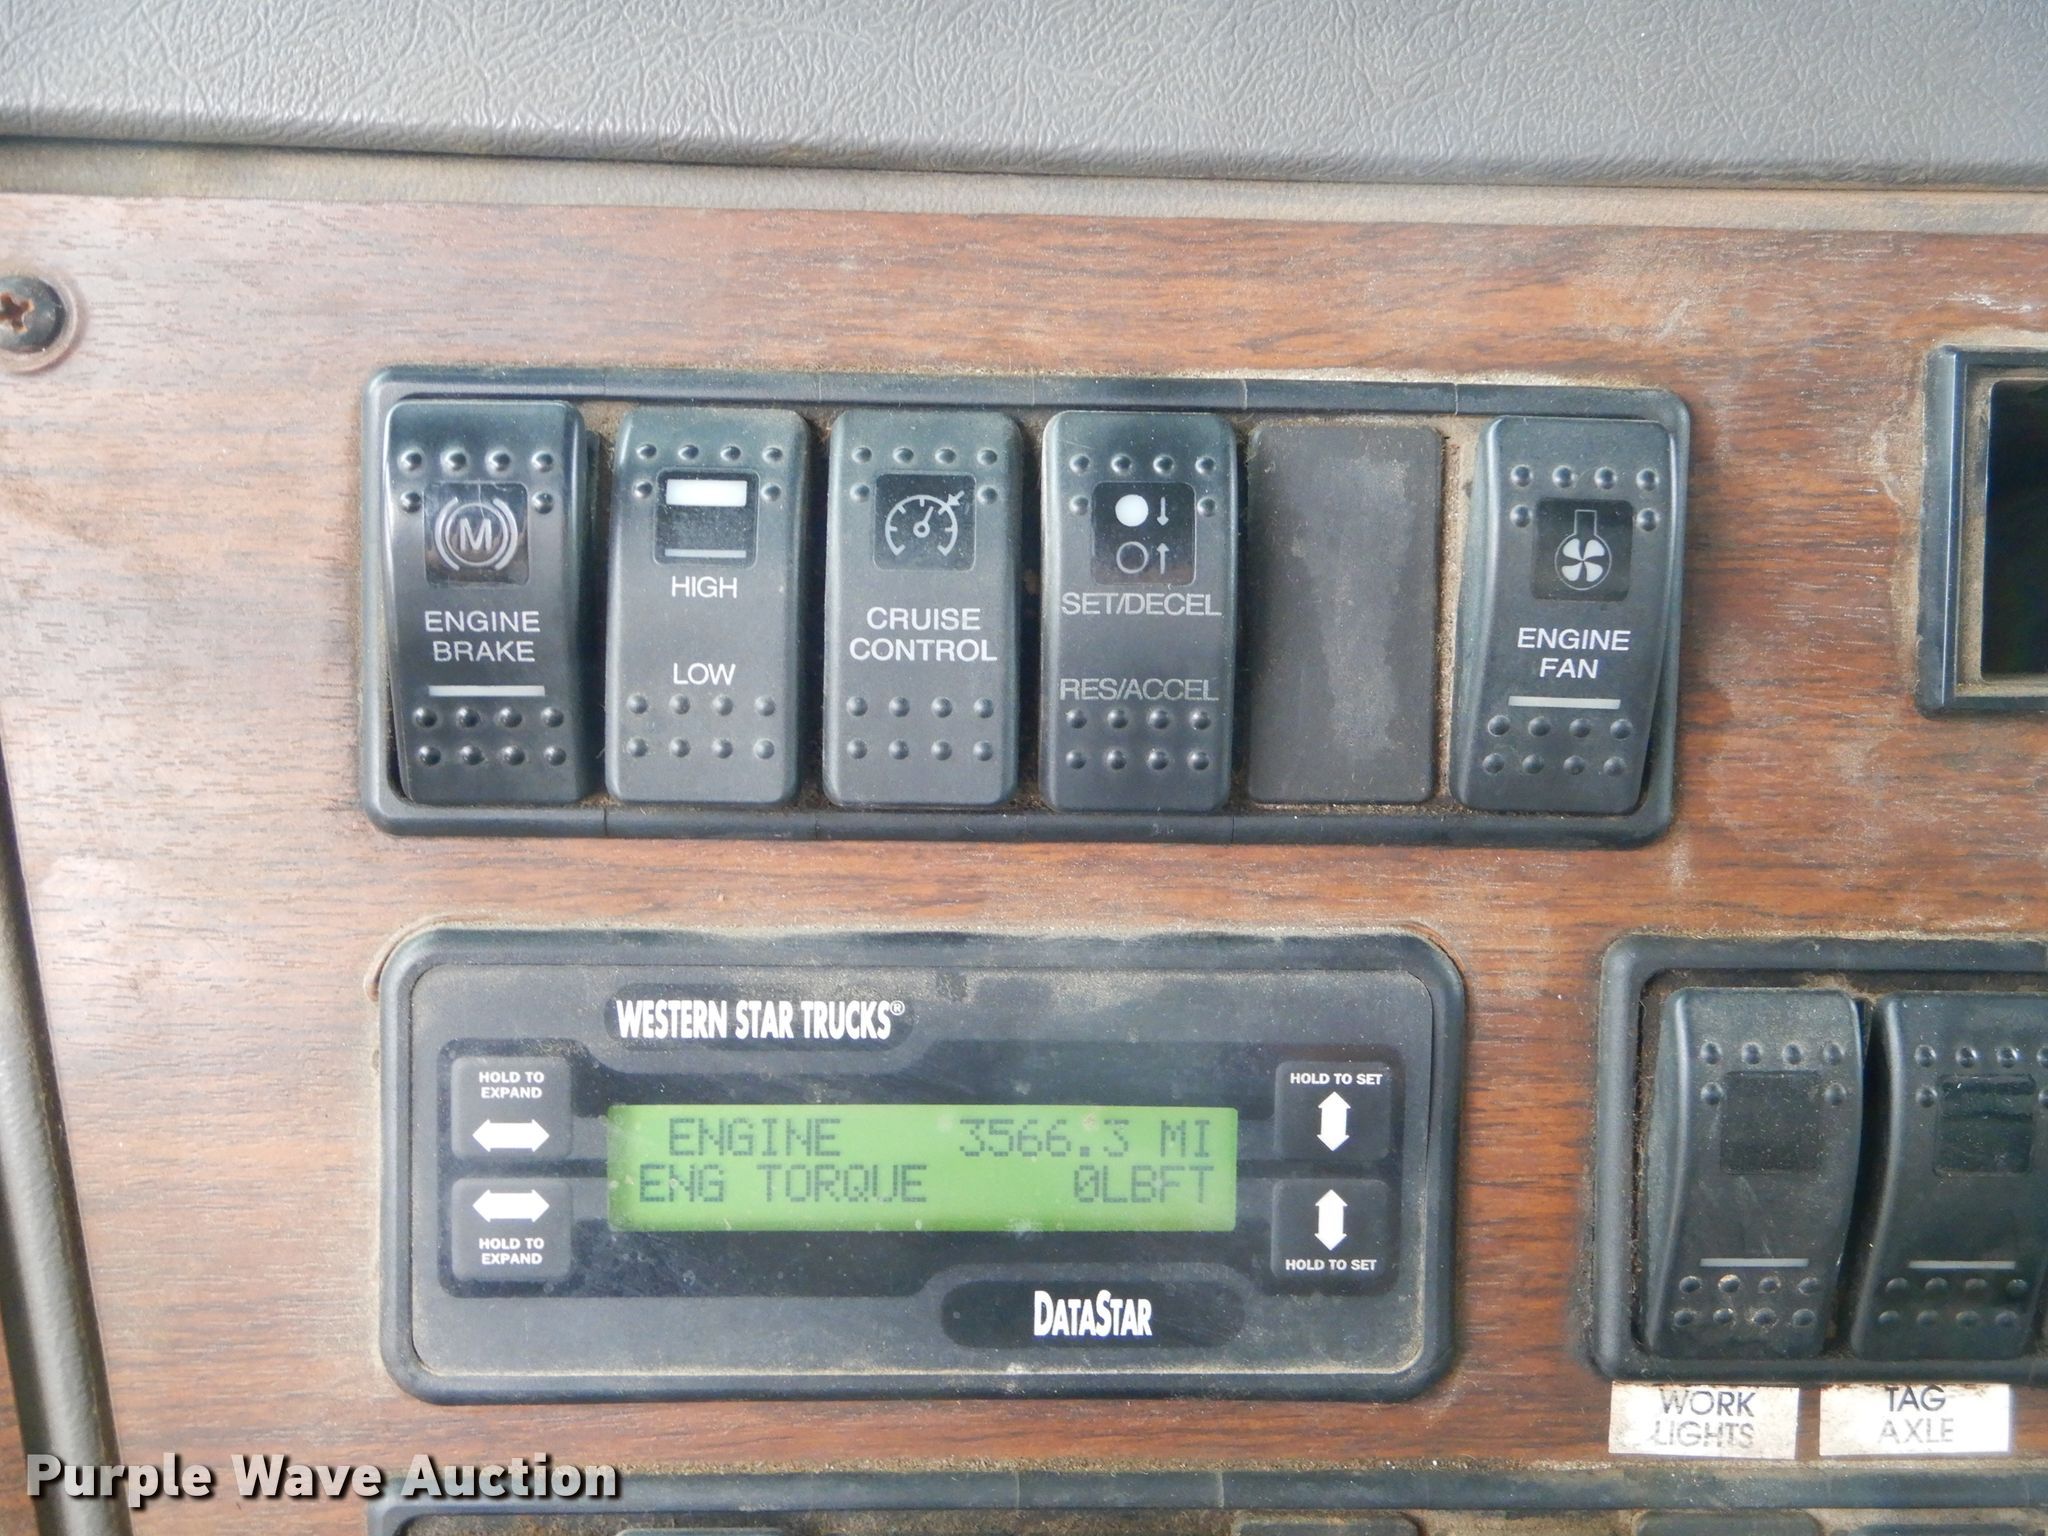 M
ENGINE
BRAKE
HIGH
LOW
CRUISE
CONTROL
SET/DECEL
RES/ACCEL
ENGINE
FAN
WESTERN STAR TRUCKS®
HOLD TO
EXPAND
HOLD TO
EXPAND
ENGINE 3566.3 MI
ENG TORQUE 0LBFT
HOLD TO SET
HOLD TO SET
DATASTAR
WORK
LIGHTS
TAG
AXLE
Purple Wave Auction